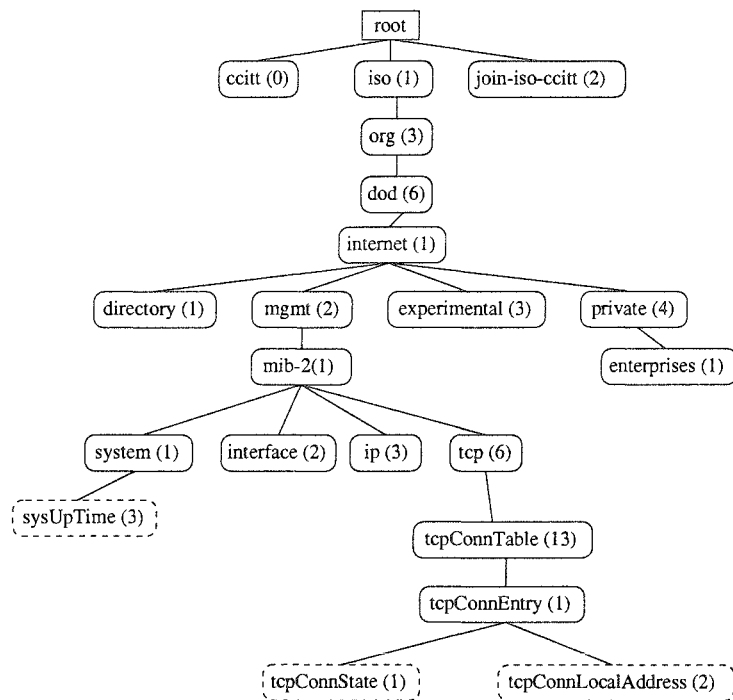 root
ccitt (0)
iso (1)
join-iso-ccitt (2)
org (3)
dod (6)
internet (1)
directory (1)
mgmt (2)
experimental (3)
private (4)
mib-2(1)
enterprises (1)
system (1)
interface (2)
ip (3)
tcp (6)
sysUpTime (3)
tcpConnTable (13)
tcpConnEntry (1)
tcpConnState (1)
tcpConnLocalAddress (2)